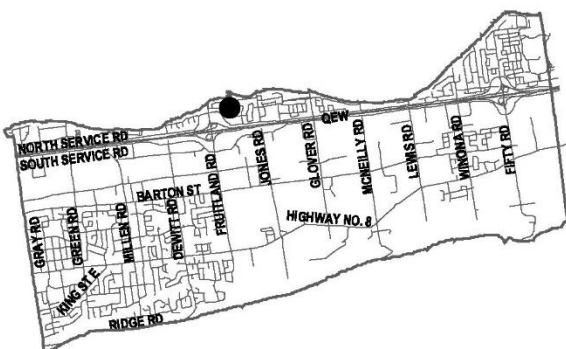 NORTH SERVICE RD
SOUTH SERVICE RD
QEW
BARTON ST
HIGHWAY NO. 8
GRAY RD
GREEN RD
MILLEN RD
DEWITT RD
FRUITLAND RD
JONES RD
GLOVER RD
MCNEILLY RD
LEWIS RD
WINONA RD
FIFTY RD
KING ST E.
RIDGE RD